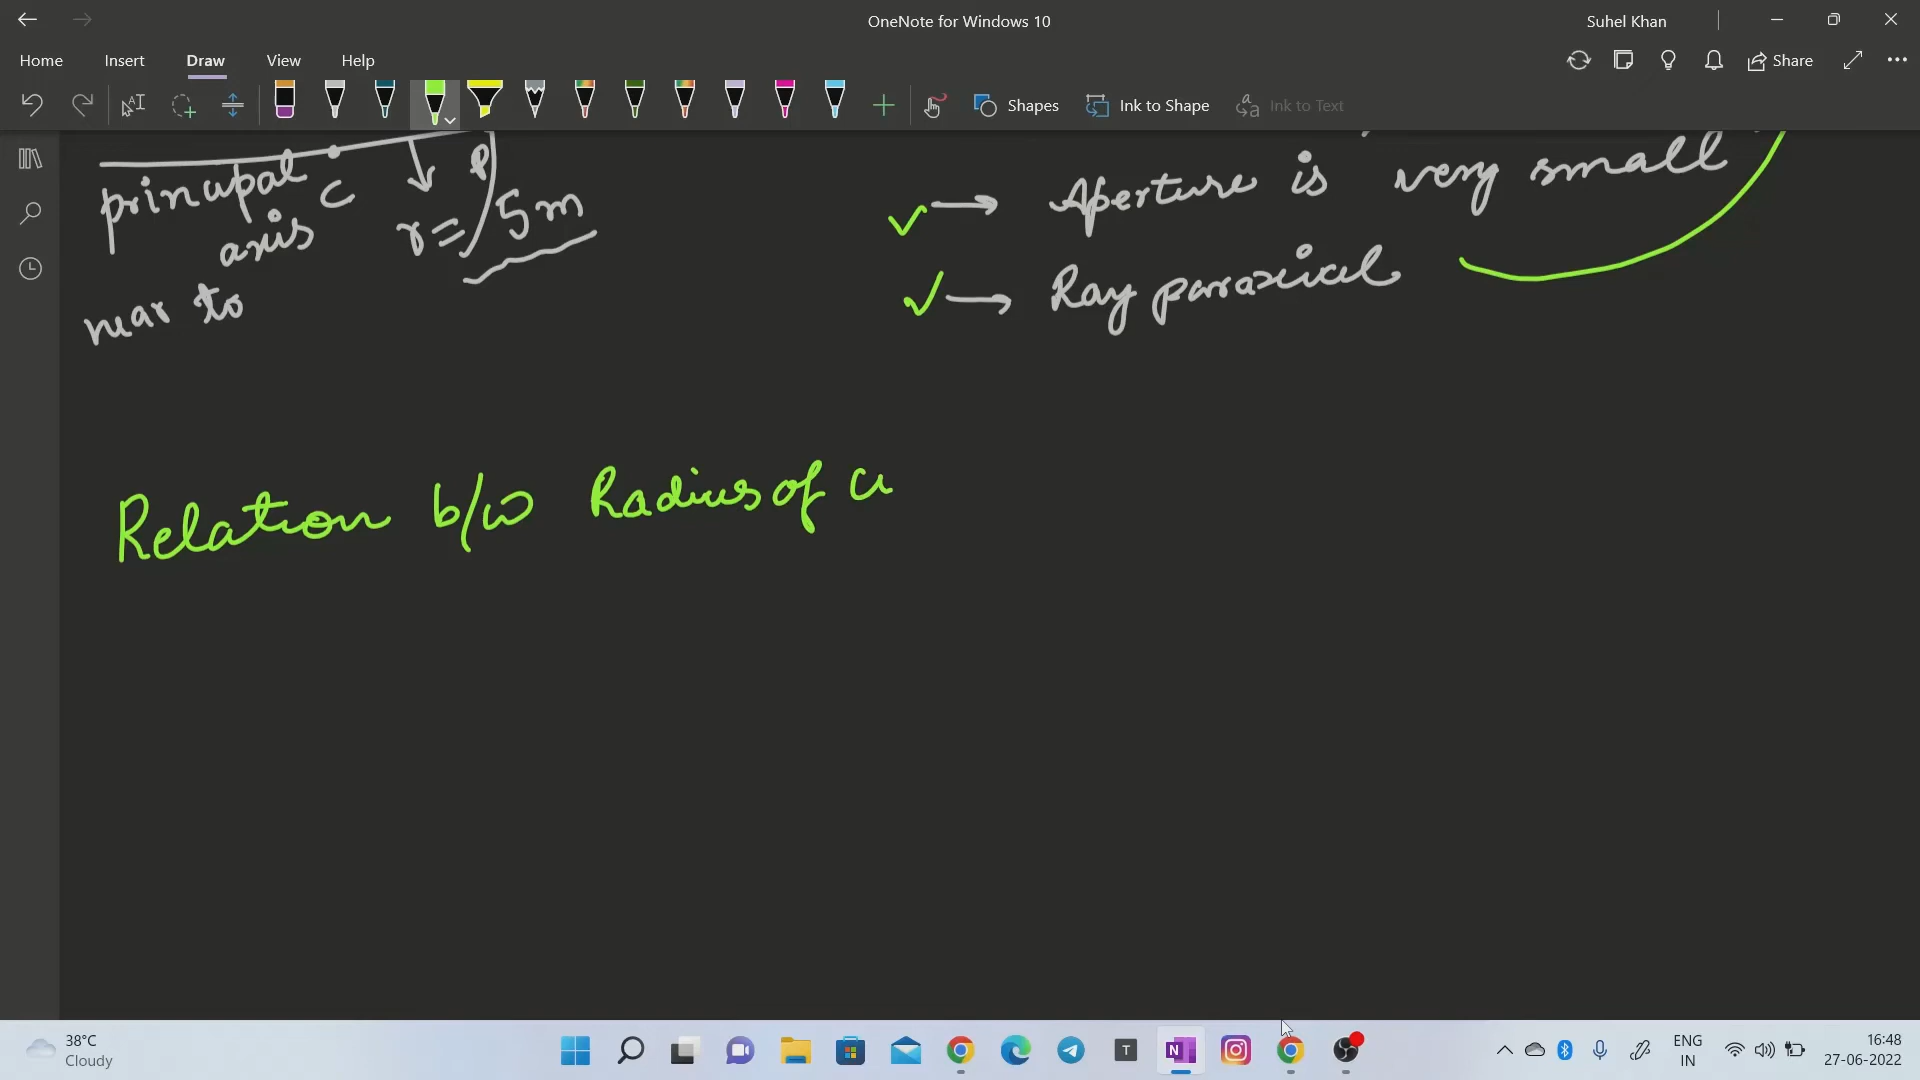 OneNote for Windows 10
Suhel Khan
Home Insert Draw View Help
Share
Shapes
Ink to Shape
Ink to Text
principal c P
axis r = 5m
near to
→ Aperture is very small
→ Ray paraxial
Relation b/w Radius of cu
38°C
Cloudy
ENG
IN
16:48
27-06-2022